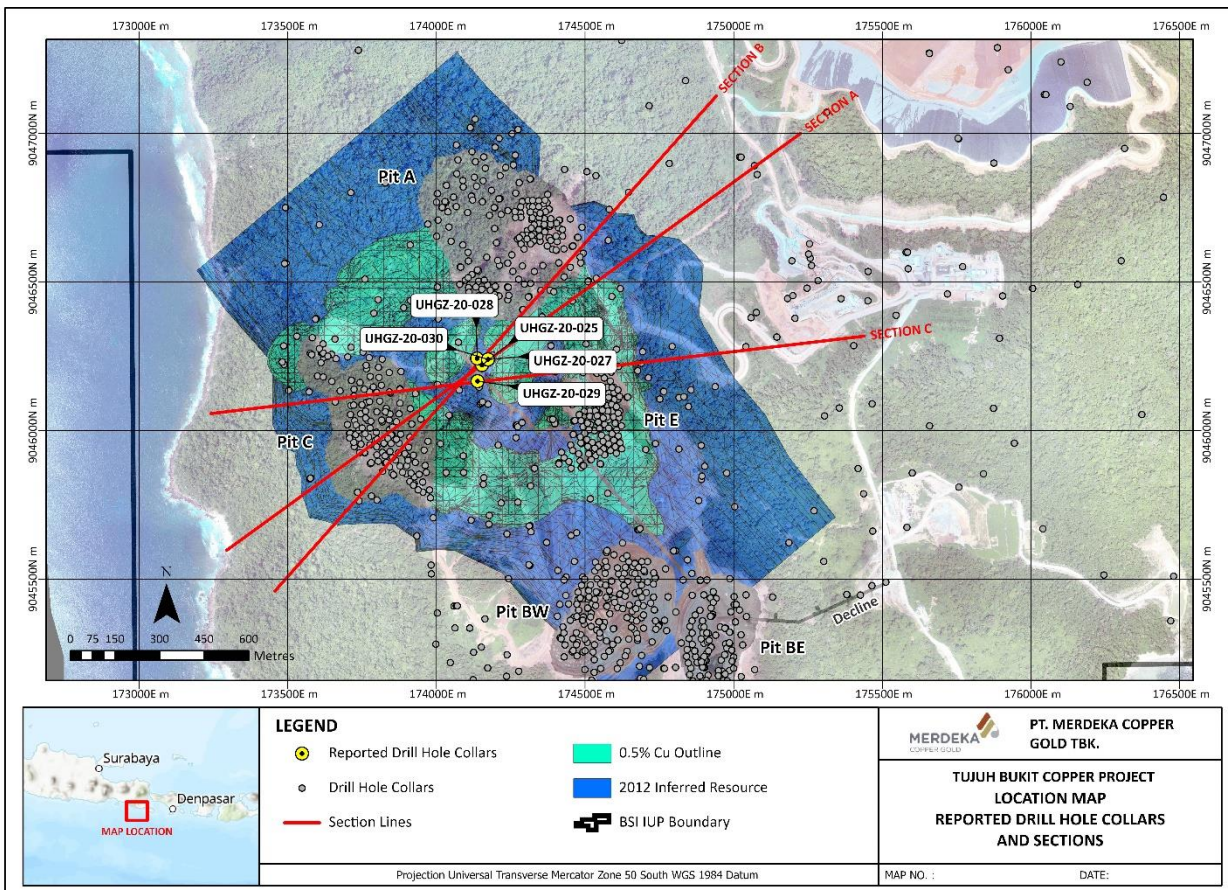 173000E m
173500E m
174000E m
174500E m
175000E m
175500E m
176000E m
176500E m
9047000N m
9047000N m
SECTION B
SECTION A
Pit A
9046500N m
9046500N m
UHGZ-20-028
UHGZ-20-025
UHGZ-20-030
UHGZ-20-027
SECTION C
UHGZ-20-029
Pit C
Pit E
9046000N m
9046000N m
9045500N m
9045500N m
N
Pit BW
Decline
Pit BE
0 75 150 300 450 600
Metres
173000E m
173500E m
174000E m
174500E m
175000E m
175500E m
176000E m
176500E m
Surabaya
Denpasar
MAP LOCATION
LEGEND
Reported Drill Hole Collars
Drill Hole Collars
Section Lines
0.5% Cu Outline
2012 Inferred Resource
BSI IUP Boundary
Projection Universal Transverse Mercator Zone 50 South WGS 1984 Datum
MERDEKA
COPPER GOLD
PT. MERDEKA COPPER
GOLD TBK.
TUJUH BUKIT COPPER PROJECT
LOCATION MAP
REPORTED DRILL HOLE COLLARS
AND SECTIONS
MAP NO. :
DATE: